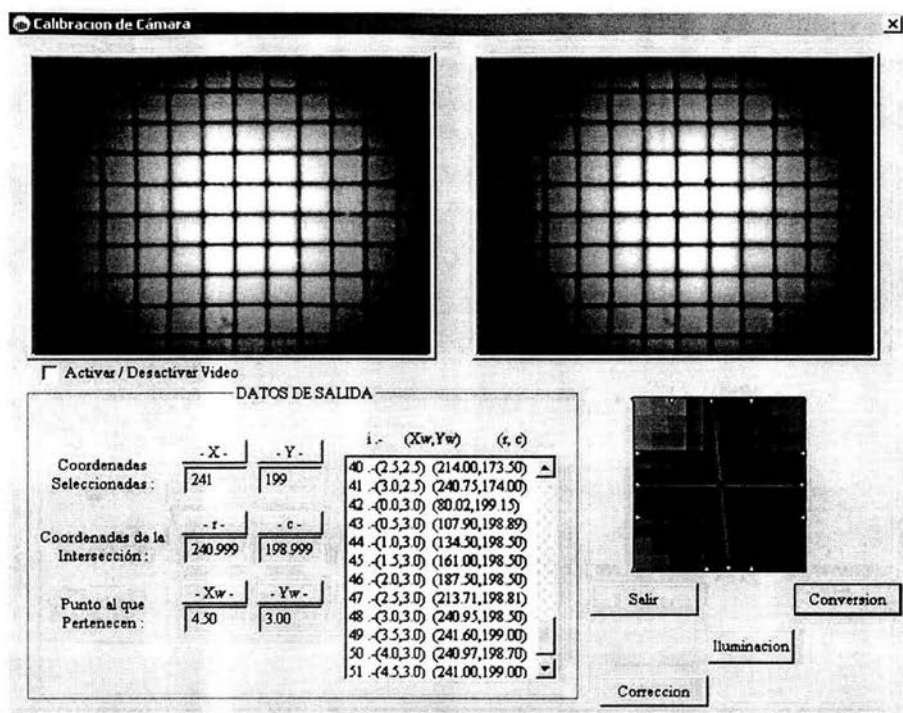 Calibracion de Cámara
Activar / Desactivar Video
DATOS DE SALIDA
Coordenadas
Seleccionadas :
- X -
- Y -
241
199
Coordenadas de la
Intersección :
- r -
- c -
240.999
198.999
Punto al que
Pertenecen :
- Xw -
- Yw -
4.50
3.00
i .- (Xw,Yw) (r, c)
40 .-(2.5,2.5) (214.00,173.50)
41 .-(3.0,2.5) (240.75,174.00)
42 .-(0.0,3.0) (80.02,199.15)
43 .-(0.5,3.0) (107.90,198.89)
44 .-(1.0,3.0) (134.50,198.50)
45 .-(1.5,3.0) (161.00,198.50)
46 .-(2.0,3.0) (187.50,198.50)
47 .-(2.5,3.0) (213.71,198.81)
48 .-(3.0,3.0) (240.95,198.50)
49 .-(3.5,3.0) (241.60,199.00)
50 .-(4.0,3.0) (240.97,198.70)
51 .-(4.5,3.0) (241.00,199.00)
Salir
Conversion
Iluminacion
Correccion